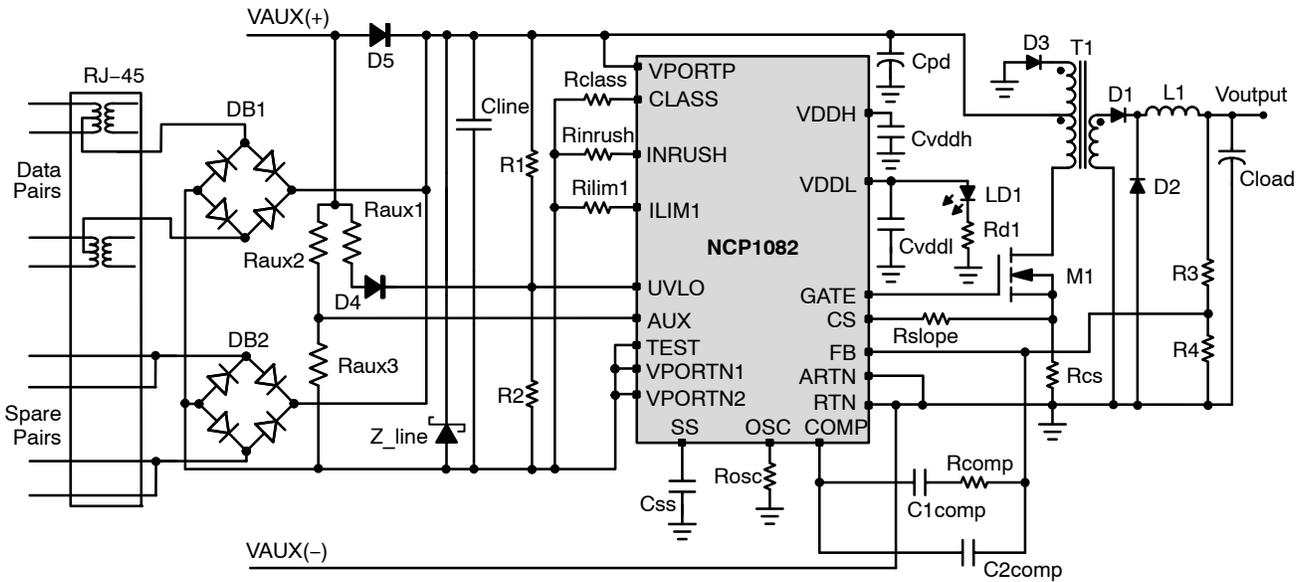 VAUX(+)
D5
RJ–45
DB1
Data
Pairs
Raux1
Raux2
D4
DB2
Raux3
Spare
Pairs
Z_line
Cline
R1
R2
Rclass
Rinrush
Rilim1
VPORTP
CLASS
INRUSH
ILIM1
NCP1082
UVLO
AUX
TEST
VPORTN1
VPORTN2
SS
OSC
COMP
VDDH
VDDL
GATE
CS
FB
ARTN
RTN
Cpd
Cvddh
Cvddl
LD1
Rd1
D3
T1
D1
L1
Voutput
D2
Cload
M1
R3
R4
Rslope
Rcs
Css
Rosc
Rcomp
C1comp
C2comp
VAUX(–)